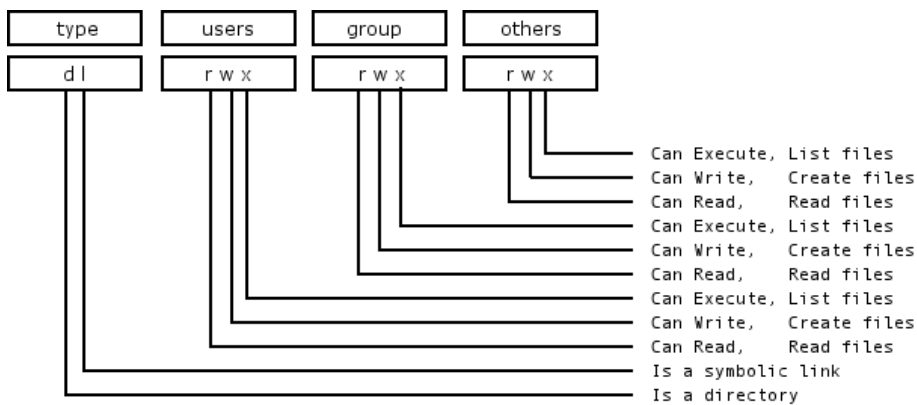 type users group others
d l r w x r w x r w x
Can Execute, List files
Can Write, Create files
Can Read, Read files
Can Execute, List files
Can Write, Create files
Can Read, Read files
Can Execute, List files
Can Write, Create files
Can Read, Read files
Is a symbolic link
Is a directory